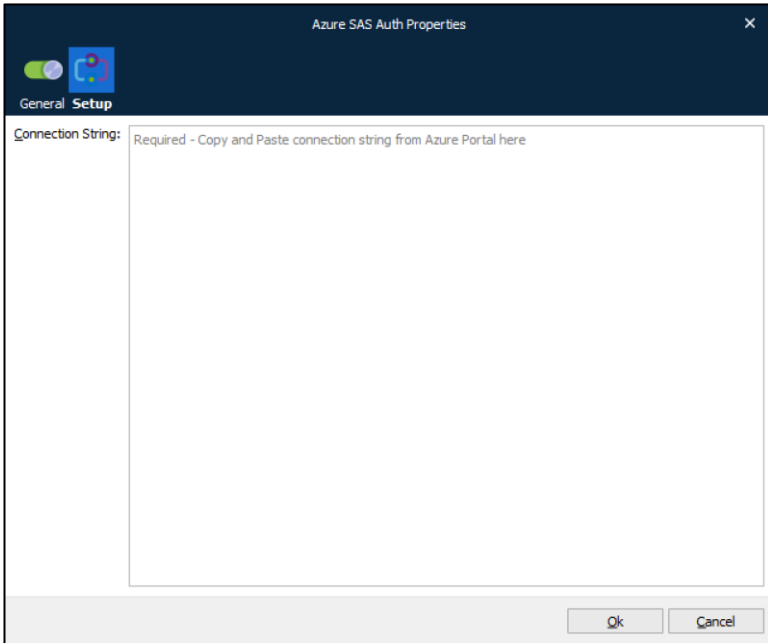 Azure SAS Auth Properties
General Setup
Connection String:
Required - Copy and Paste connection string from Azure Portal here
Ok
Cancel